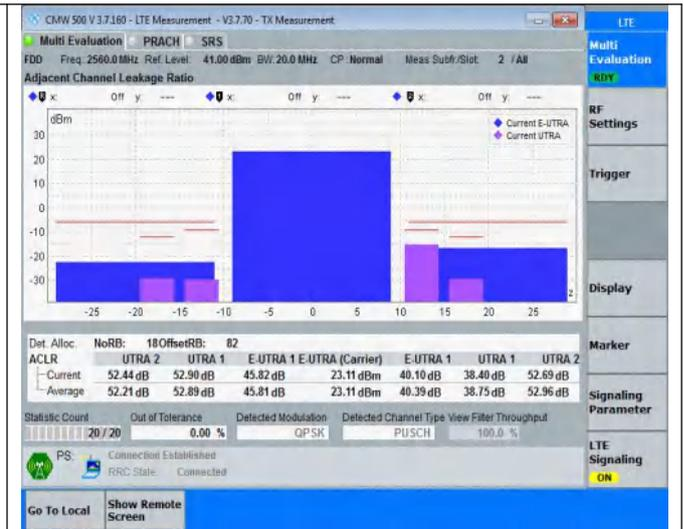 CMW 500 V 3.7.160 - LTE Measurement - V3.7.70 - TX Measurement
LTE
Multi Evaluation PRACH SRS
FDD Freq.: 2560.0 MHz Ref. Level: 41.00 dBm BW: 20.0 MHz CP: Normal Meas Subfr./Slot: 2 / All
Adjacent Channel Leakage Ratio
x: Off y: --- x: Off y: --- x: Off y: ---
dBm
Current E-UTRA
Current UTRA
30
20
10
0
-10
-20
-30
-25 -20 -15 -10 -5 0 5 10 15 20 25
Det. Alloc. NoRB: 18 OffsetRB: 82
ACLR UTRA 2 UTRA 1 E-UTRA 1 E-UTRA (Carrier) E-UTRA 1 UTRA 1 UTRA 2
Current 52.44 dB 52.90 dB 45.82 dB 23.11 dBm 40.10 dB 38.40 dB 52.69 dB
Average 52.21 dB 52.89 dB 45.81 dB 23.11 dBm 40.39 dB 38.75 dB 52.96 dB
Statistic Count Out of Tolerance Detected Modulation Detected Channel Type View Filter Throughput
20 / 20 0.00 % QPSK PUSCH 100.0 %
PS: Connection Established
RRC State Connected
Multi
Evaluation
RDY
RF
Settings
Trigger
Display
Marker
Signaling
Parameter
LTE
Signaling
ON
Go To Local
Show Remote
Screen